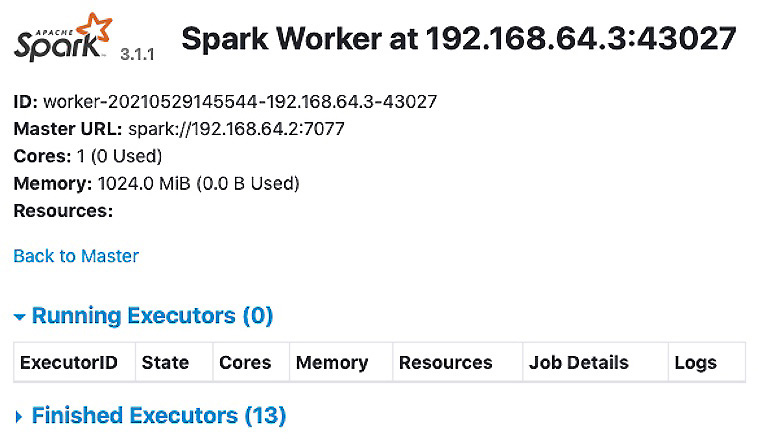 APACHE
Spark 3.1.1 Spark Worker at 192.168.64.3:43027
ID: worker-20210529145544-192.168.64.3-43027
Master URL: spark://192.168.64.2:7077
Cores: 1 (0 Used)
Memory: 1024.0 MiB (0.0 B Used)
Resources:
Back to Master
Running Executors (0)
ExecutorID State Cores Memory Resources Job Details Logs
Finished Executors (13)